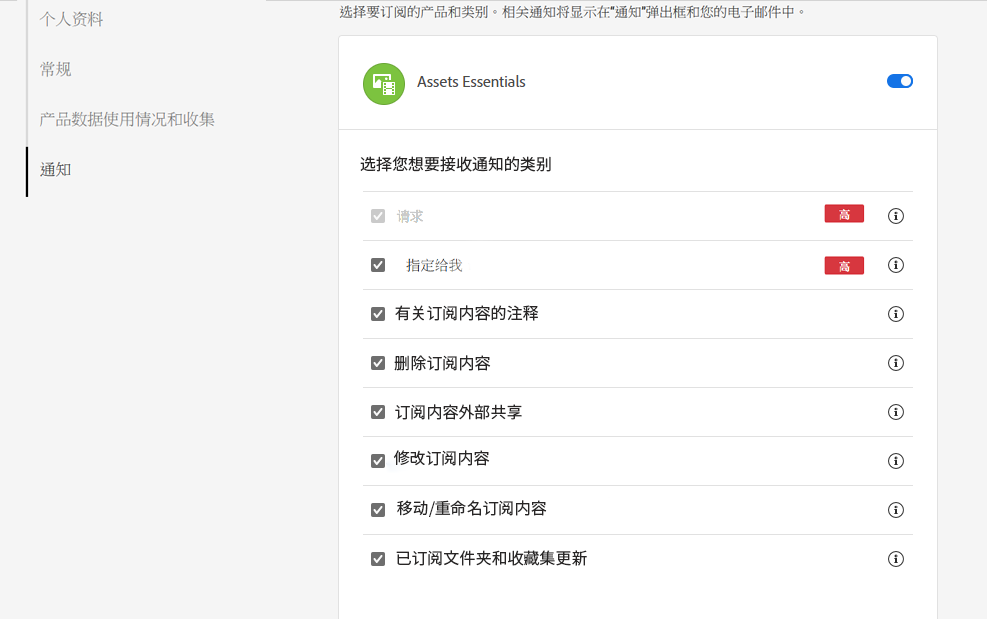 个人资料
常规
产品数据使用情况和收集
通知
选择要订阅的产品和类别。相关通知将显示在"通知"弹出框和您的电子邮件中。
Assets Essentials
选择您想要接收通知的类别
请求 高
指定给我 高
有关订阅内容的注释
删除订阅内容
订阅内容外部共享
修改订阅内容
移动/重命名订阅内容
已订阅文件夹和收藏集更新